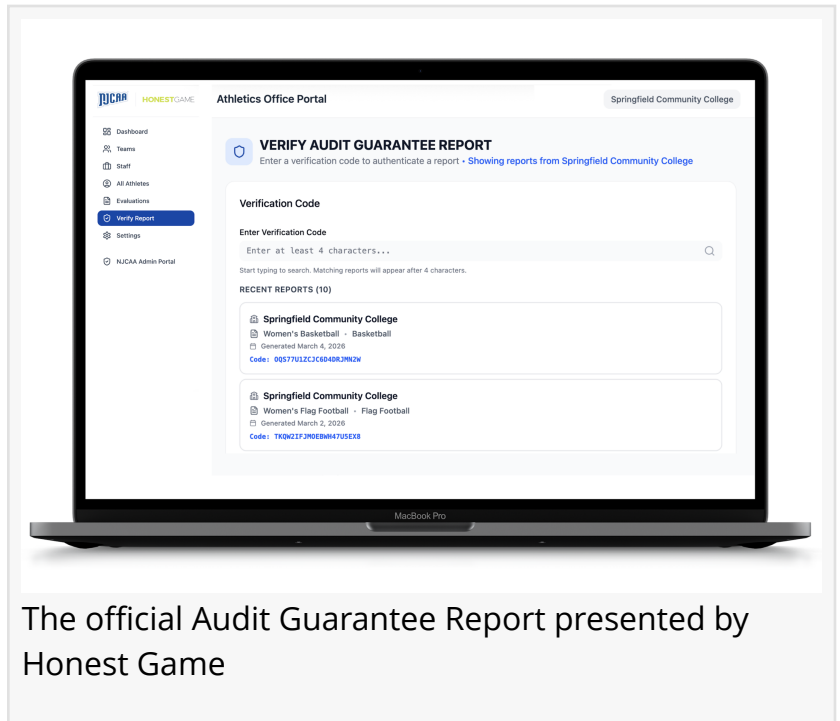 NJCAA HONESTGAME Athletics Office Portal Springfield Community College
Dashboard
Teams
Staff
All Athletes
Evaluations
Verify Report
Settings
NJCAA Admin Portal
VERIFY AUDIT GUARANTEE REPORT
Enter a verification code to authenticate a report • Showing reports from Springfield Community College
Verification Code
Enter Verification Code
Enter at least 4 characters...
Start typing to search. Matching reports will appear after 4 characters.
RECENT REPORTS (10)
Springfield Community College
Women's Basketball · Basketball
Generated March 4, 2026
Code: OQS77U1ZCJC6D4DRJMN2W
Springfield Community College
Women's Flag Football · Flag Football
Generated March 2, 2026
Code: TKQW2IFJMOEBWH47USEX8
MacBook Pro
The official Audit Guarantee Report presented by
Honest Game